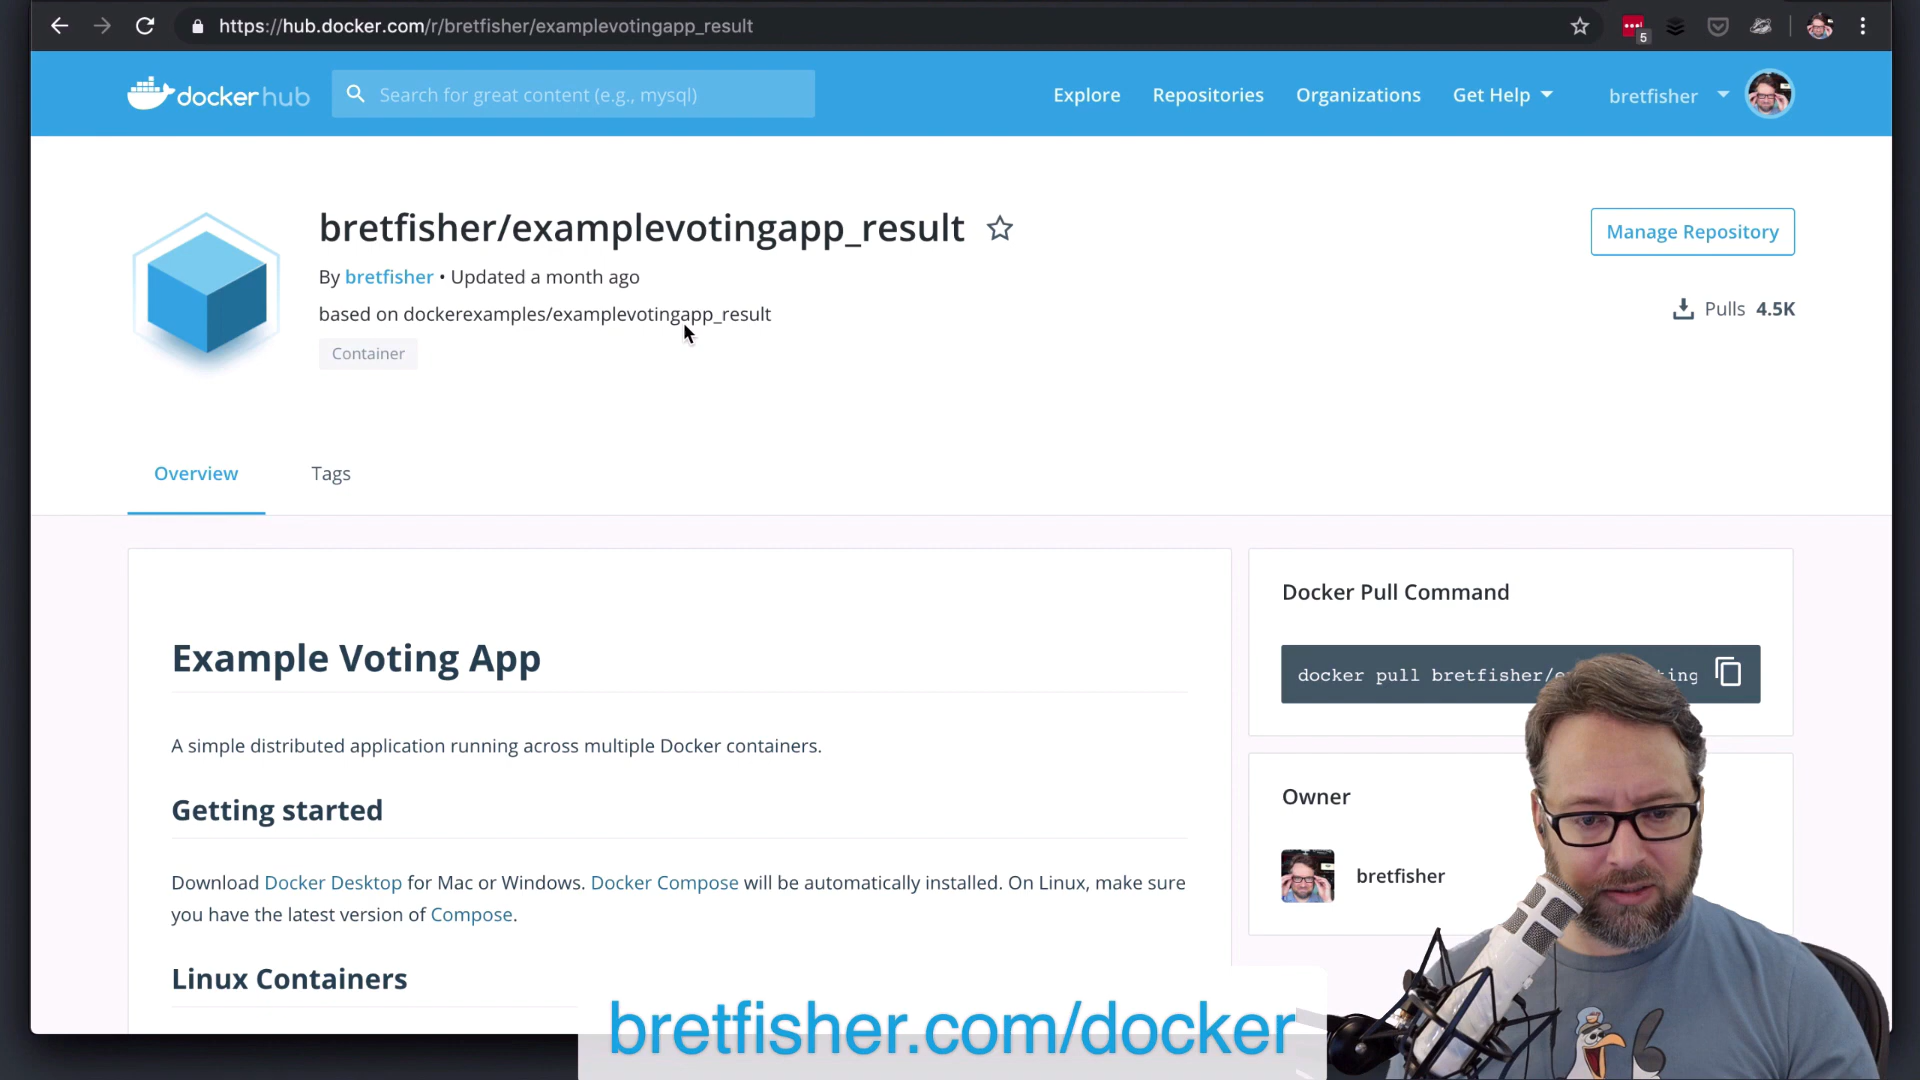 https://hub.docker.com/r/bretfisher/examplevotingapp_result
5
dockerhub
Search for great content (e.g., mysql)
Explore
Repositories
Organizations
Get Help
bretfisher
bretfisher/examplevotingapp_result
By bretfisher • Updated a month ago
based on dockerexamples/examplevotingapp_result
Container
Manage Repository
Pulls 4.5K
Overview
Tags
Example Voting App
A simple distributed application running across multiple Docker containers.
Getting started
Download Docker Desktop for Mac or Windows. Docker Compose will be automatically installed. On Linux, make sure
you have the latest version of Compose.
Linux Containers
Docker Pull Command
docker pull bretfisher/
Owner
bretfisher
bretfisher.com/docker